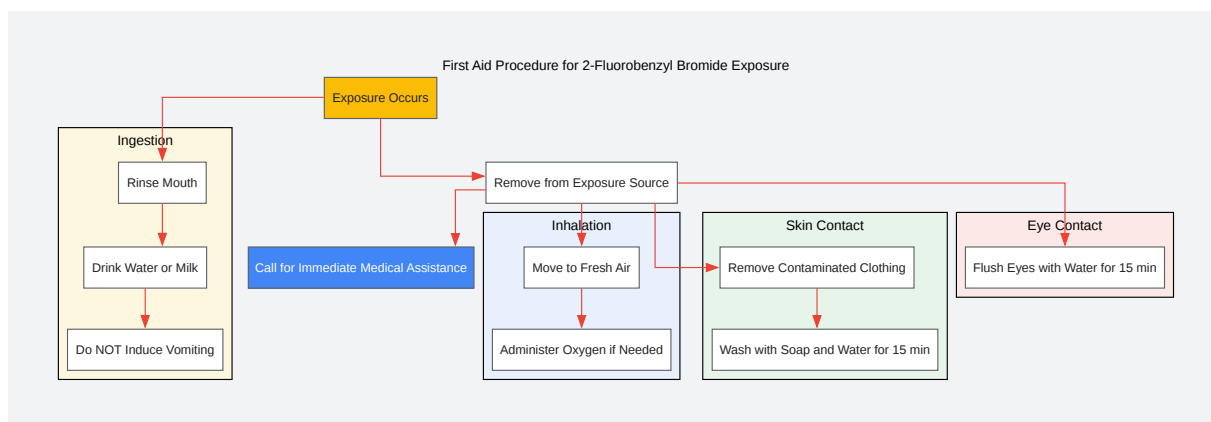 First Aid Procedure for 2-Fluorobenzyl Bromide Exposure
Exposure Occurs
Ingestion
Rinse Mouth
Drink Water or Milk
Do NOT Induce Vomiting
Remove from Exposure Source
Call for Immediate Medical Assistance
Inhalation
Move to Fresh Air
Administer Oxygen if Needed
Skin Contact
Remove Contaminated Clothing
Wash with Soap and Water for 15 min
Eye Contact
Flush Eyes with Water for 15 min